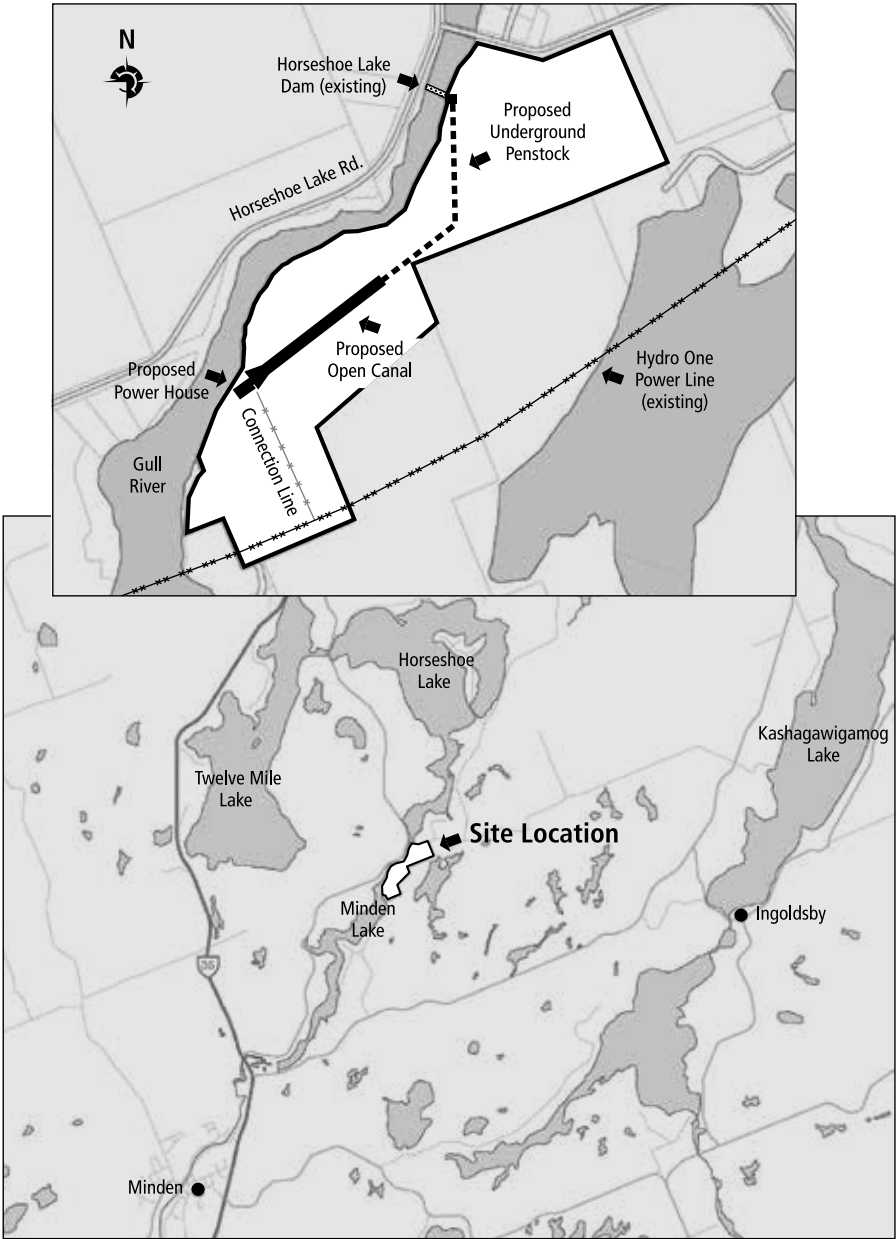 N
Horseshoe Lake
Dam (existing)
Proposed
Underground
Penstock
Horseshoe Lake Rd.
Proposed
Open Canal
Hydro One
Power Line
(existing)
Proposed
Power House
Connection Line
Gull
River
Horseshoe
Lake
Kashagawigamog
Lake
Twelve Mile
Lake
Site Location
Minden
Lake
Ingoldsby
35
Minden